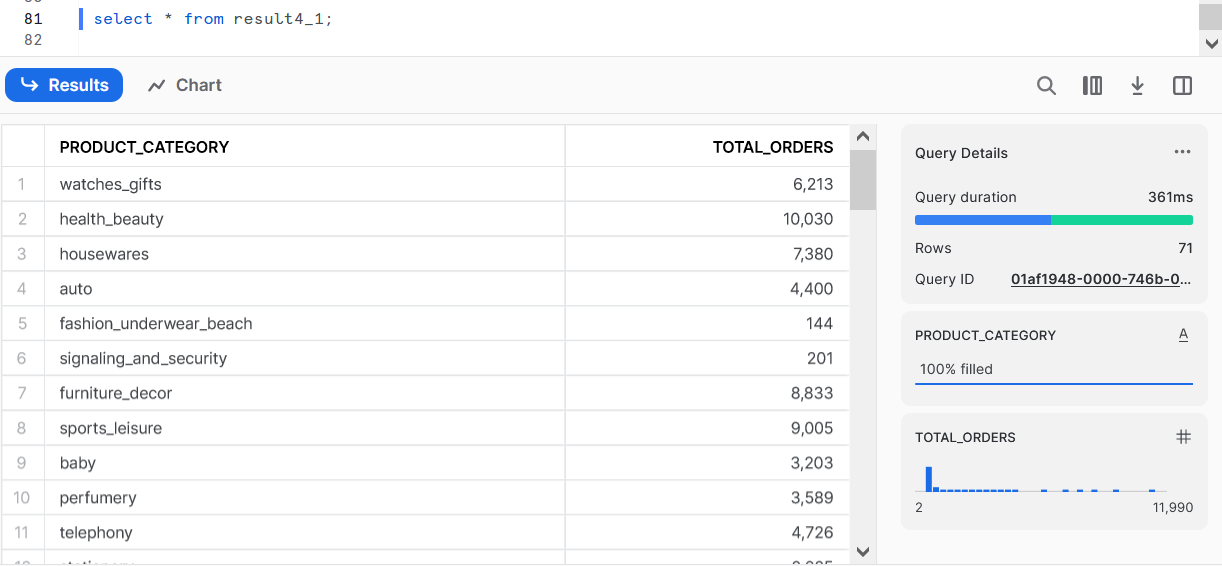 81 select * from result4_1;
82
Results Chart
PRODUCT_CATEGORY TOTAL_ORDERS
1 watches_gifts 6,213
2 health_beauty 10,030
3 housewares 7,380
4 auto 4,400
5 fashion_underwear_beach 144
6 signaling_and_security 201
7 furniture_decor 8,833
8 sports_leisure 9,005
9 baby 3,203
10 perfumery 3,589
11 telephony 4,726
Query Details ...
Query duration 361ms
Rows 71
Query ID 01af1948-0000-746b-0...
PRODUCT_CATEGORY A
100% filled
TOTAL_ORDERS #
2 11,990